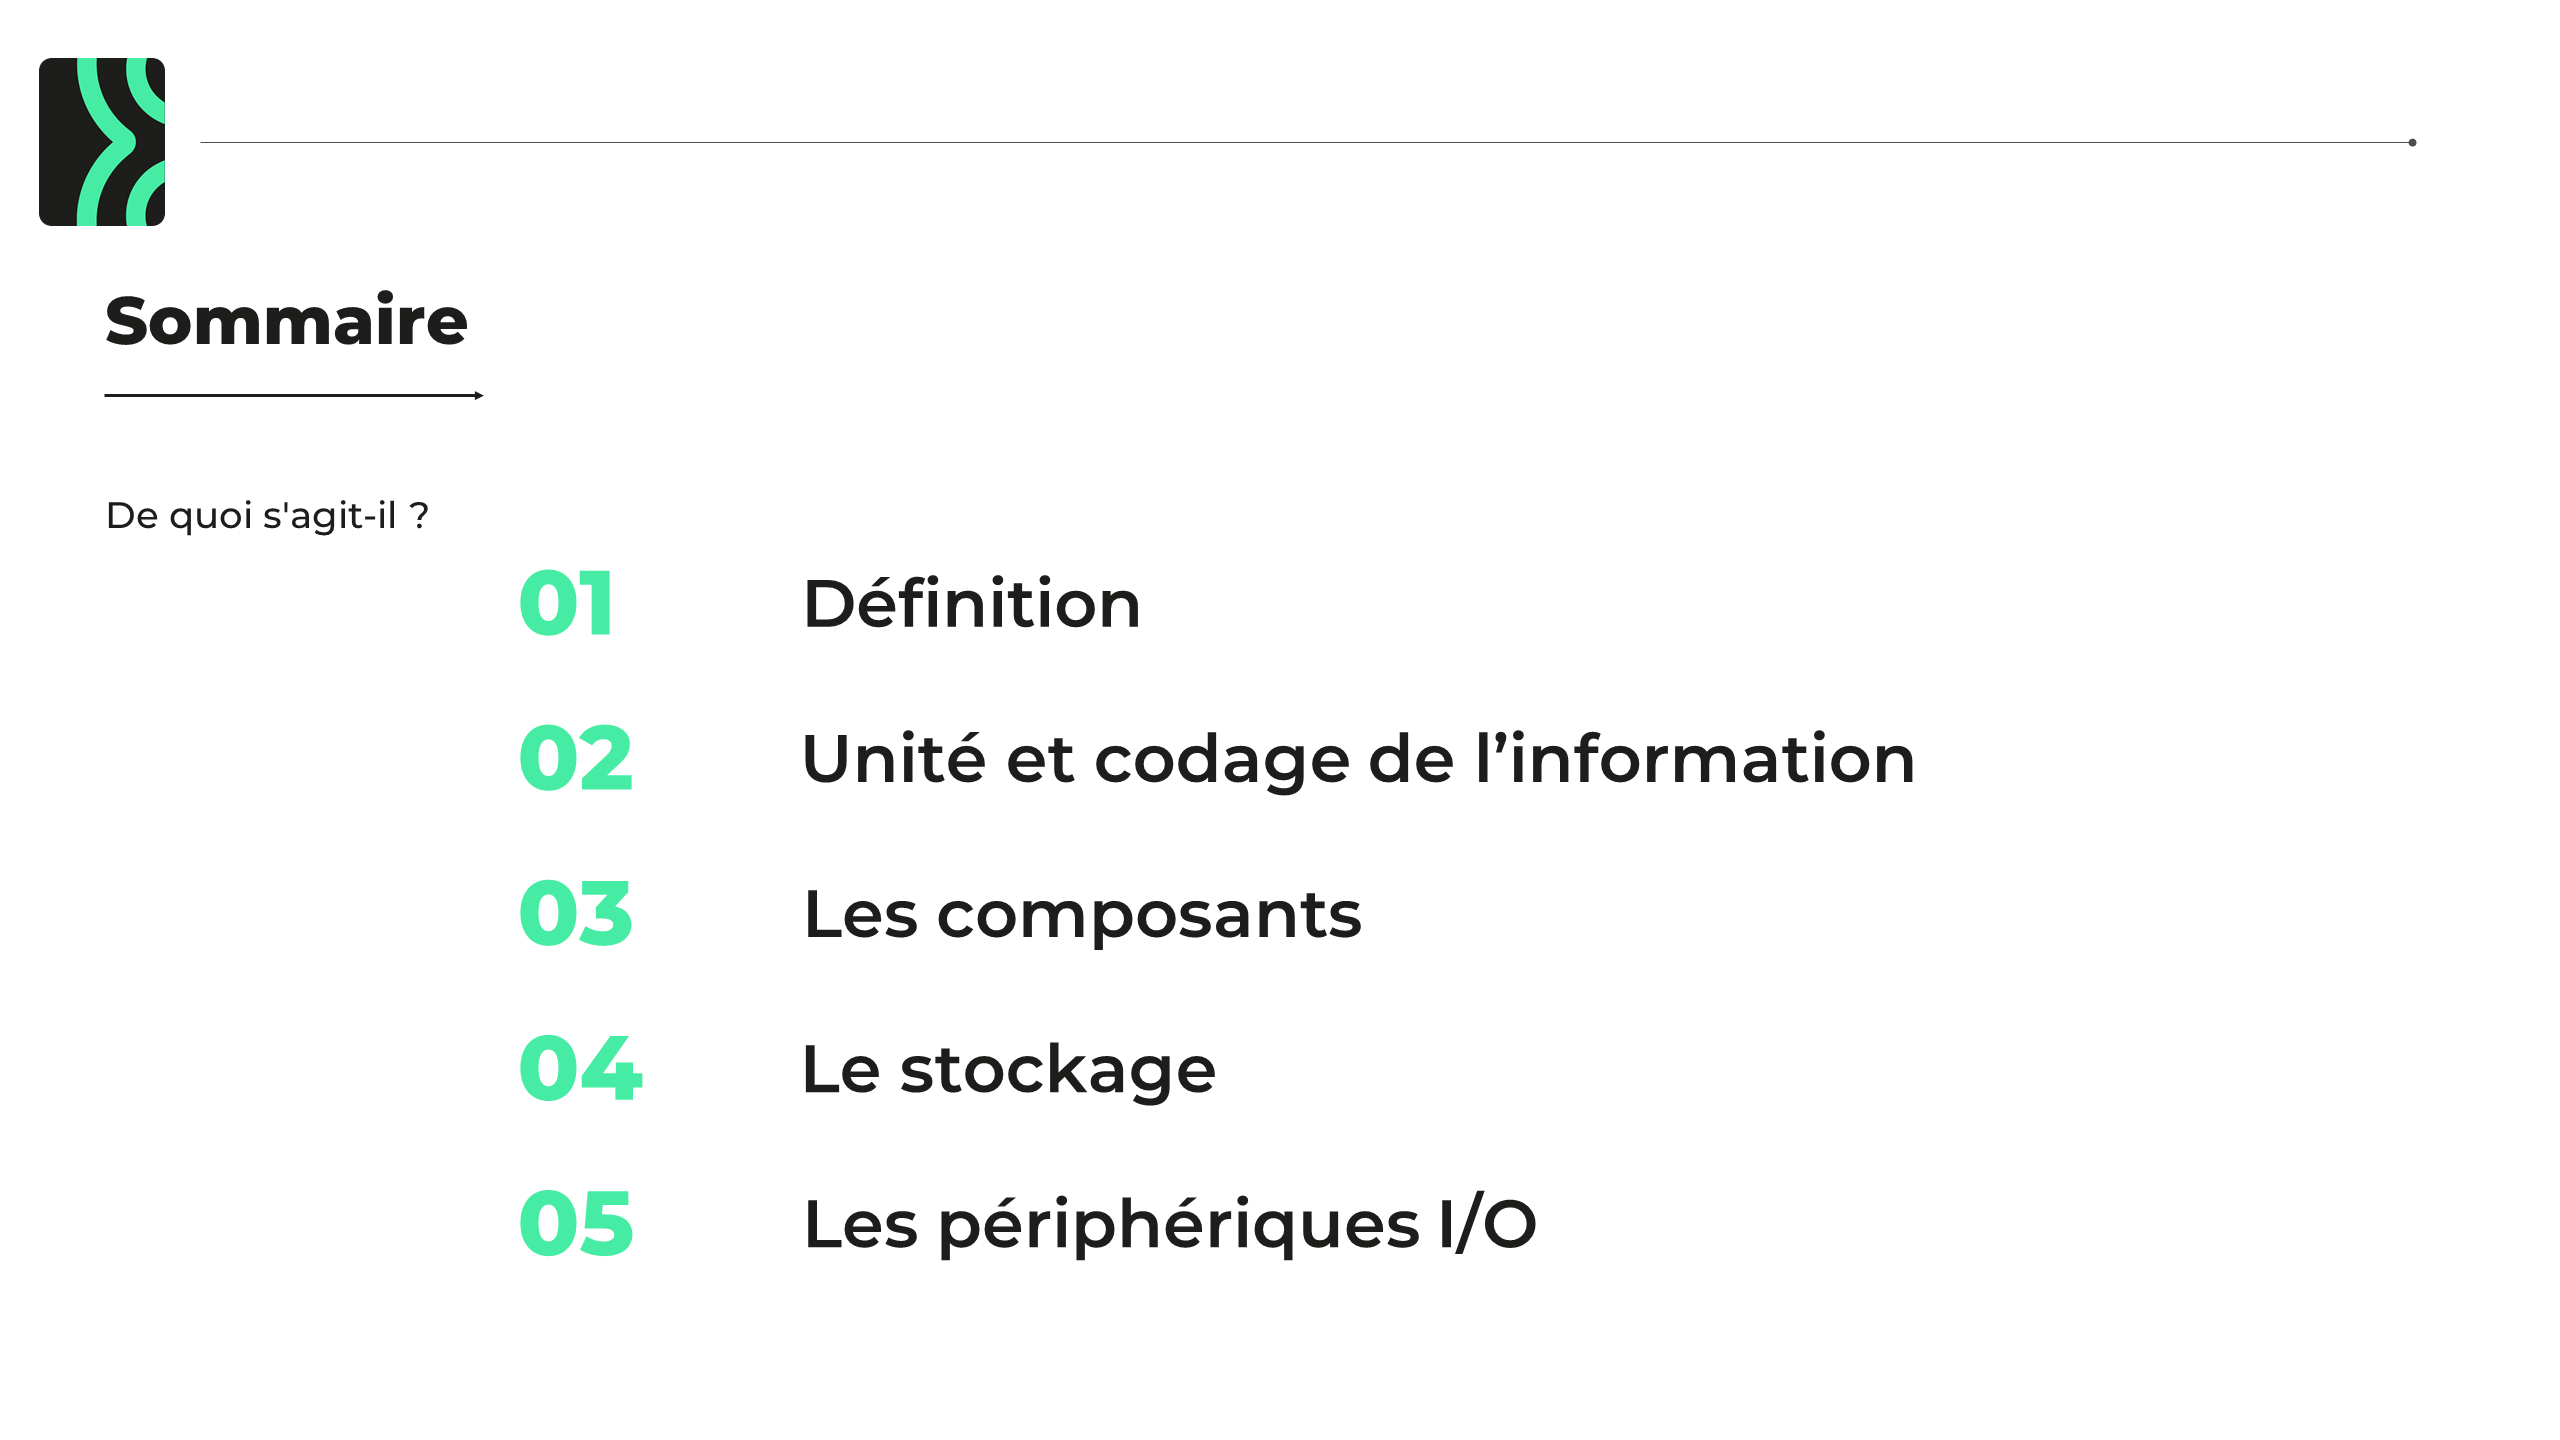 Sommaire
De quoi s'agit-il ?
01 Définition
02 Unité et codage de l’information
03 Les composants
04 Le stockage
05 Les périphériques I/O